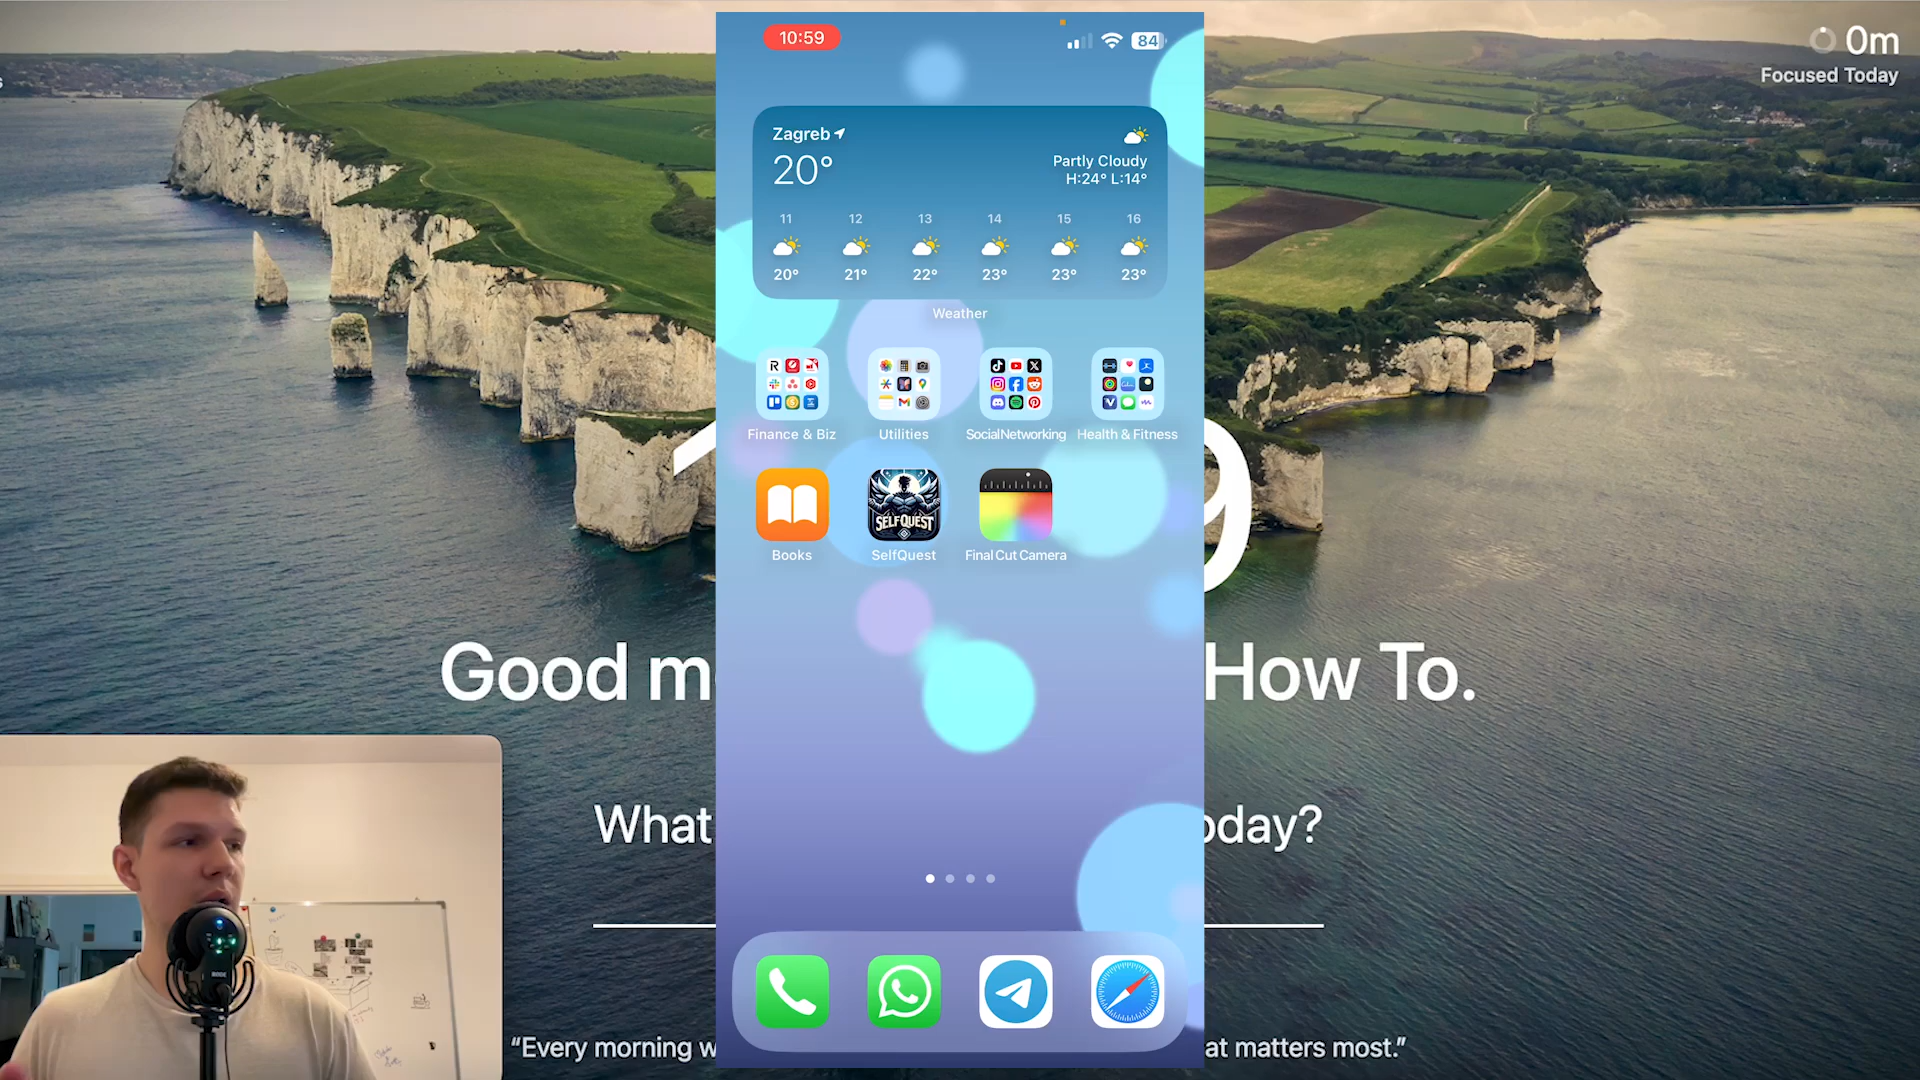 10:59
84
0m
Focused Today
s
Zagreb
20°
Partly Cloudy
H:24° L:14°
11 12 13 14 15 16
20° 21° 22° 23° 23° 23°
Weather
Finance & Biz Utilities SocialNetworking Health & Fitness
SELFQUEST
Books SelfQuest Final Cut Camera
9
Good m How To.
What oday?
“Every morning w at matters most.”
RODE